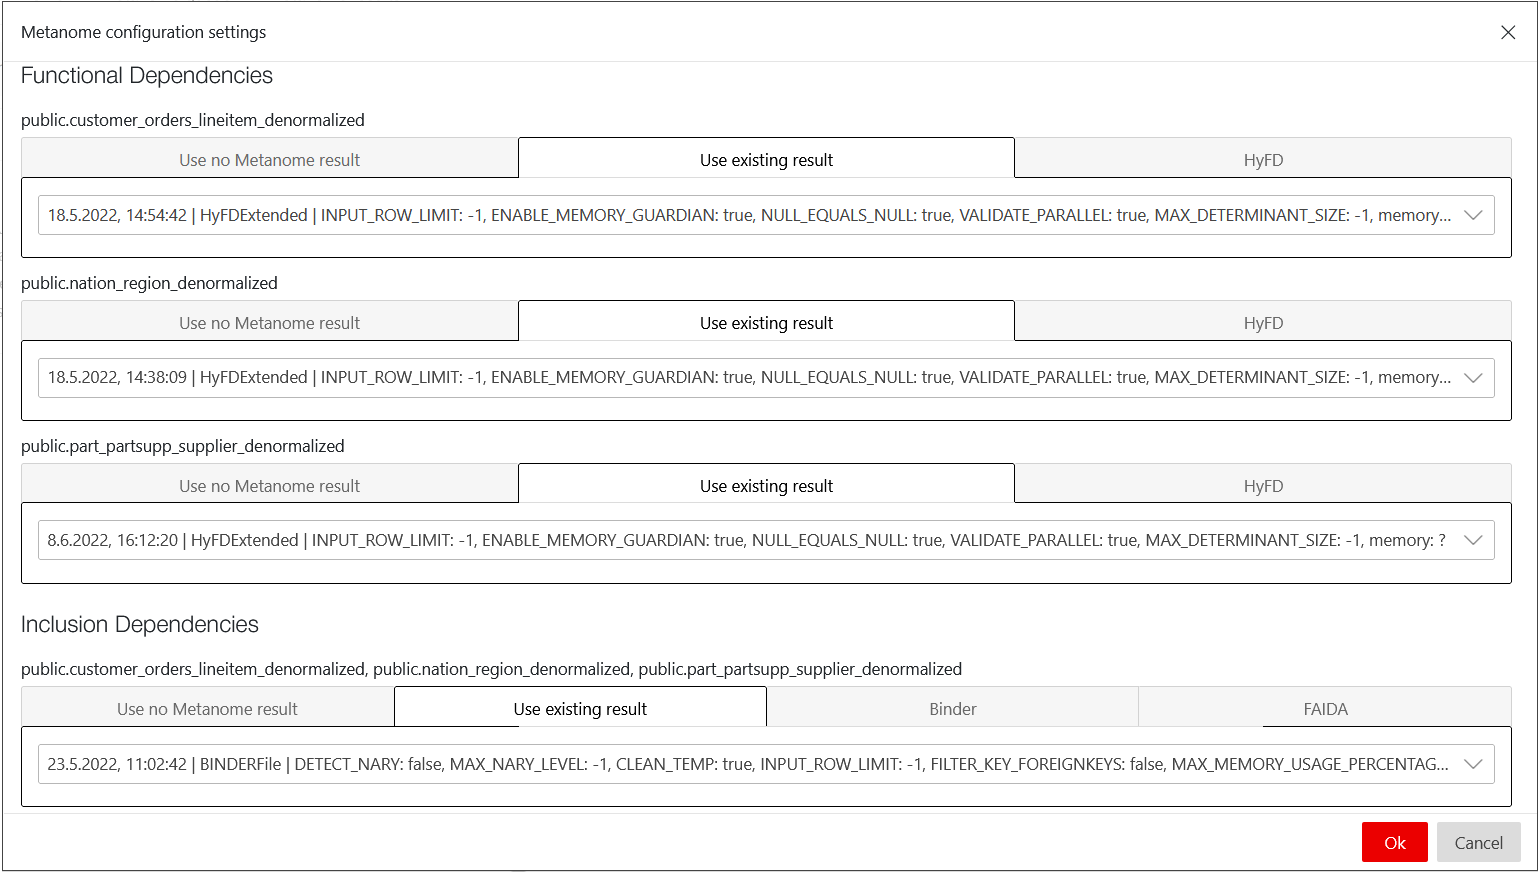 Metanome configuration settings
Functional Dependencies
public.customer_orders_lineitem_denormalized
Use no Metanome result
Use existing result
HyFD
18.5.2022, 14:54:42 | HyFDExtended | INPUT_ROW_LIMIT: -1, ENABLE_MEMORY_GUARDIAN: true, NULL_EQUALS_NULL: true, VALIDATE_PARALLEL: true, MAX_DETERMINANT_SIZE: -1, memory...
public.nation_region_denormalized
Use no Metanome result
Use existing result
HyFD
18.5.2022, 14:38:09 | HyFDExtended | INPUT_ROW_LIMIT: -1, ENABLE_MEMORY_GUARDIAN: true, NULL_EQUALS_NULL: true, VALIDATE_PARALLEL: true, MAX_DETERMINANT_SIZE: -1, memory...
public.part_partsupp_supplier_denormalized
Use no Metanome result
Use existing result
HyFD
8.6.2022, 16:12:20 | HyFDExtended | INPUT_ROW_LIMIT: -1, ENABLE_MEMORY_GUARDIAN: true, NULL_EQUALS_NULL: true, VALIDATE_PARALLEL: true, MAX_DETERMINANT_SIZE: -1, memory: ?
Inclusion Dependencies
public.customer_orders_lineitem_denormalized, public.nation_region_denormalized, public.part_partsupp_supplier_denormalized
Use no Metanome result
Use existing result
Binder
FAIDA
23.5.2022, 11:02:42 | BINDERFile | DETECT_NARY: false, MAX_NARY_LEVEL: -1, CLEAN_TEMP: true, INPUT_ROW_LIMIT: -1, FILTER_KEY_FOREIGNKEYS: false, MAX_MEMORY_USAGE_PERCENTAG...
Ok
Cancel